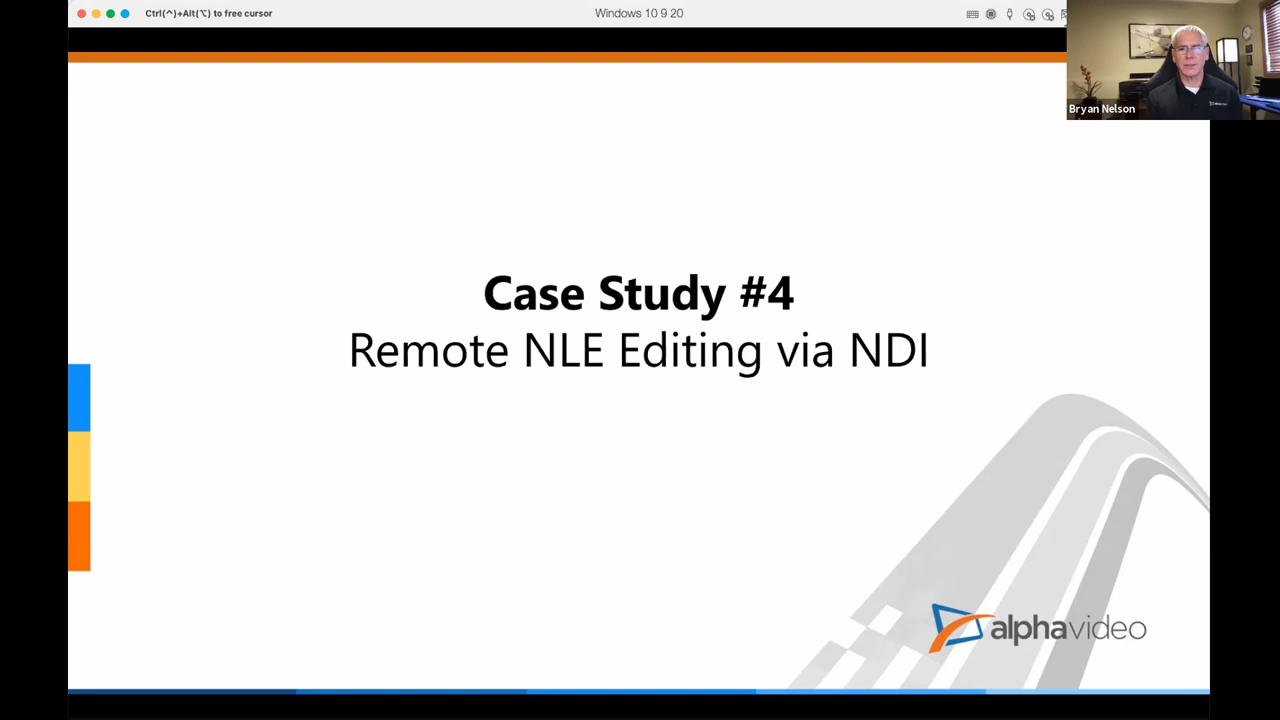 Ctrl(^)+Alt(⌥) to free cursor
Windows 10 9 20
Bryan Nelson
Case Study #4
Remote NLE Editing via NDI
alphavideo